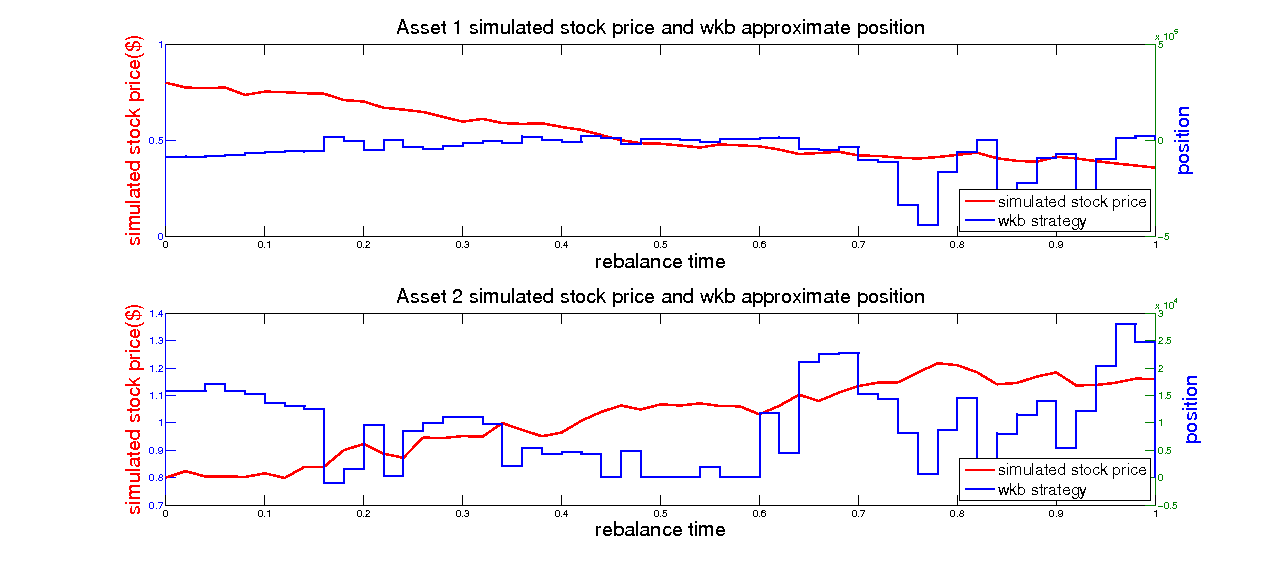 Asset 1 simulated stock price and wkb approximate position
x 10^5
simulated stock price($)
1
0.5
0
5
0
-5
position
0 0.1 0.2 0.3 0.4 0.5 0.6 0.7 0.8 0.9 1
rebalance time
simulated stock price
wkb strategy
Asset 2 simulated stock price and wkb approximate position
x 10^4
simulated stock price($)
1.4
1.3
1.2
1.1
1
0.9
0.8
0.7
3
2.5
2
1.5
1
0.5
0
-0.5
position
0 0.1 0.2 0.3 0.4 0.5 0.6 0.7 0.8 0.9 1
rebalance time
simulated stock price
wkb strategy